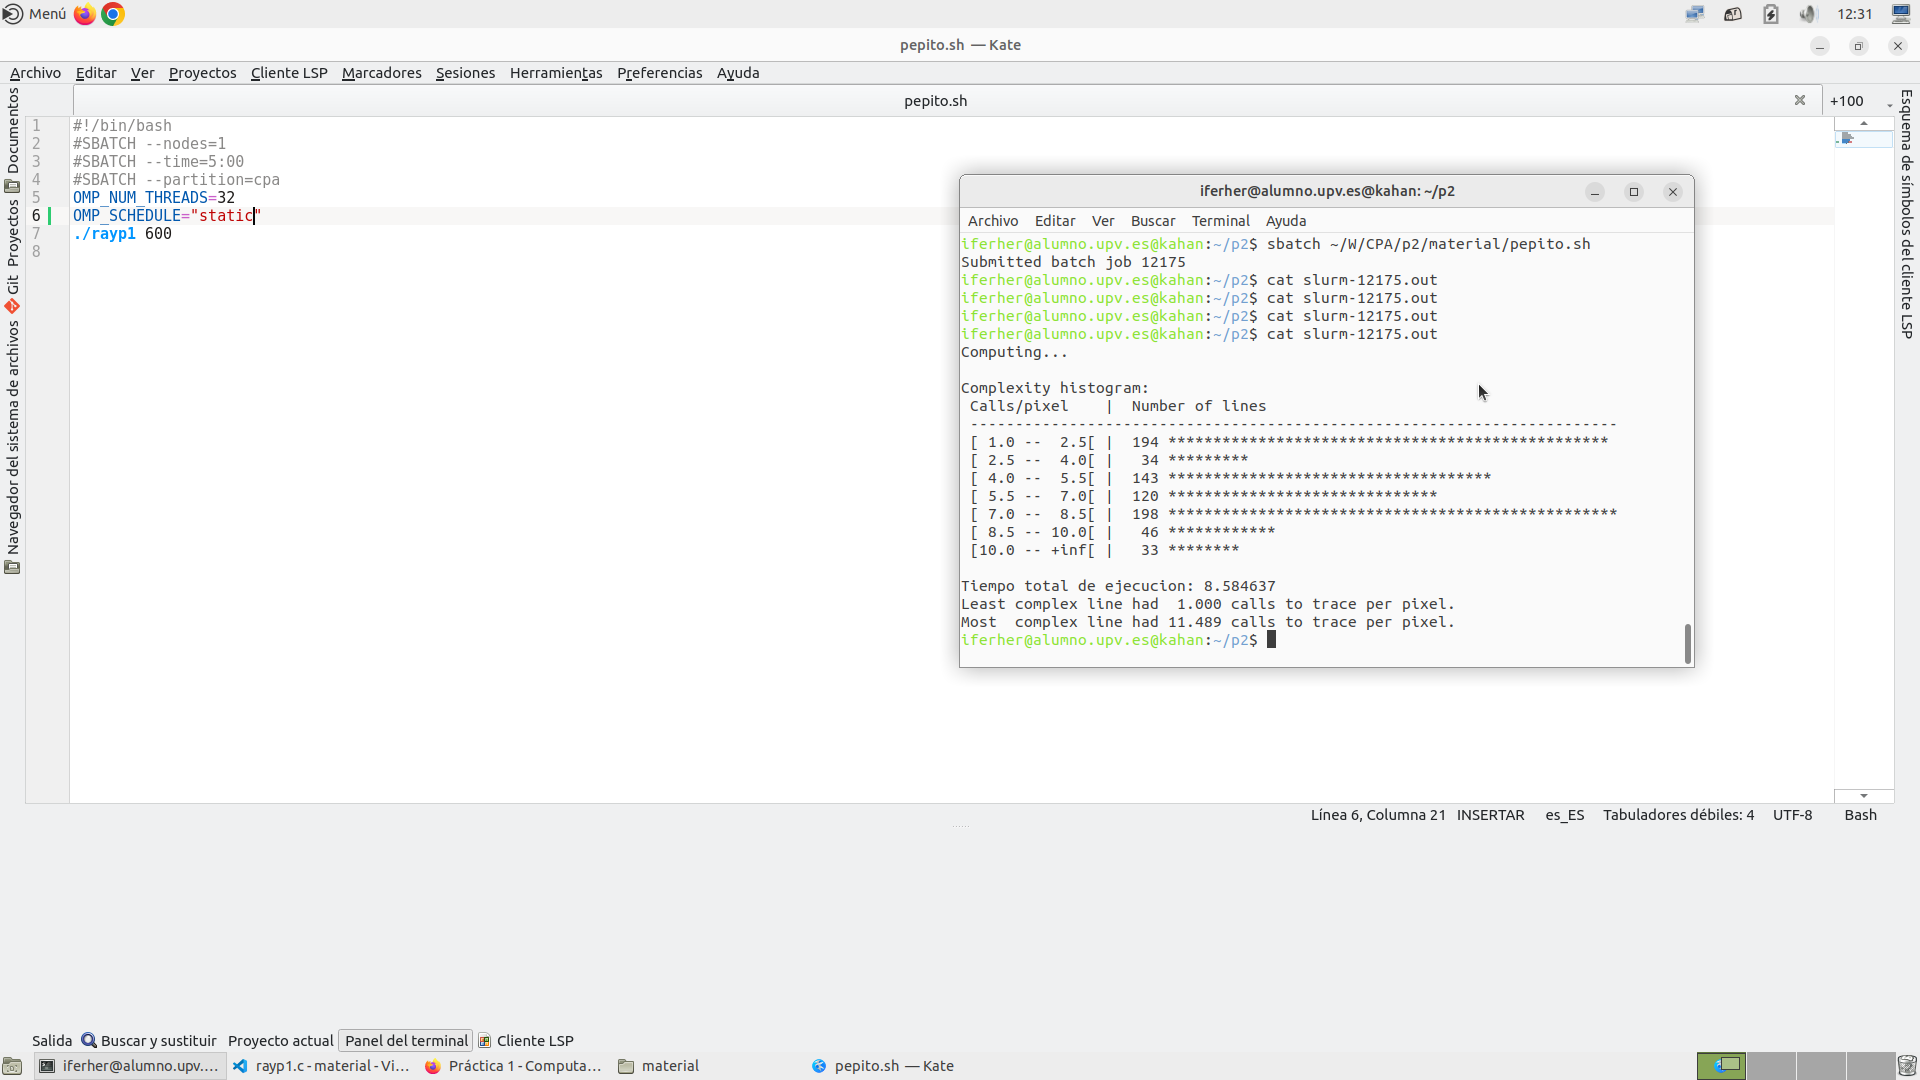 Menú
12:31
pepito.sh — Kate
Archivo Editar Ver Proyectos Cliente LSP Marcadores Sesiones Herramientas Preferencias Ayuda
pepito.sh
+100
Documentos
Proyectos
Git
Navegador del sistema de archivos
Esquema de símbolos del cliente LSP
1 #!/bin/bash
2 #SBATCH --nodes=1
3 #SBATCH --time=5:00
4 #SBATCH --partition=cpa
5 OMP_NUM_THREADS=32
6 OMP_SCHEDULE="static"
7 ./rayp1 600
8
iferher@alumno.upv.es@kahan: ~/p2
Archivo Editar Ver Buscar Terminal Ayuda
iferher@alumno.upv.es@kahan:~/p2$ sbatch ~/W/CPA/p2/material/pepito.sh
Submitted batch job 12175
iferher@alumno.upv.es@kahan:~/p2$ cat slurm-12175.out
iferher@alumno.upv.es@kahan:~/p2$ cat slurm-12175.out
iferher@alumno.upv.es@kahan:~/p2$ cat slurm-12175.out
iferher@alumno.upv.es@kahan:~/p2$ cat slurm-12175.out
Computing...
Complexity histogram:
Calls/pixel | Number of lines
------------------------------------------------------------------------
[ 1.0 -- 2.5[ | 194 *************************************************
[ 2.5 -- 4.0[ | 34 *********
[ 4.0 -- 5.5[ | 143 ************************************
[ 5.5 -- 7.0[ | 120 ******************************
[ 7.0 -- 8.5[ | 198 **************************************************
[ 8.5 -- 10.0[ | 46 ************
[10.0 -- +inf[ | 33 ********
Tiempo total de ejecucion: 8.584637
Least complex line had 1.000 calls to trace per pixel.
Most complex line had 11.489 calls to trace per pixel.
iferher@alumno.upv.es@kahan:~/p2$
Línea 6, Columna 21 INSERTAR es_ES Tabuladores débiles: 4 UTF-8 Bash
Salida Buscar y sustituir Proyecto actual Panel del terminal Cliente LSP
iferher@alumno.upv.... rayp1.c - material - Vi... Práctica 1 - Computa... material pepito.sh — Kate